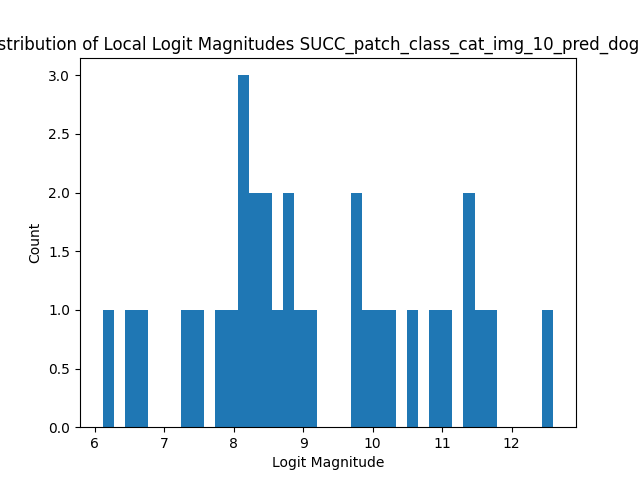 stribution of Local Logit Magnitudes SUCC_patch_class_cat_img_10_pred_dog
3.0
2.5
2.0
1.5
1.0
0.5
0.0
Count
6 7 8 9 10 11 12
Logit Magnitude